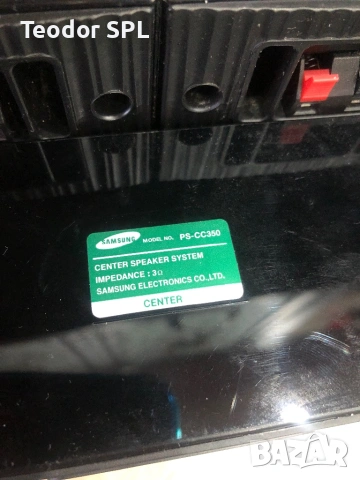 Teodor SPL
SAMSUNG MODEL NO. PS-CC350
CENTER SPEAKER SYSTEM
IMPEDANCE : 3Ω
SAMSUNG ELECTRONICS CO.,LTD.
CENTER
BAZAR